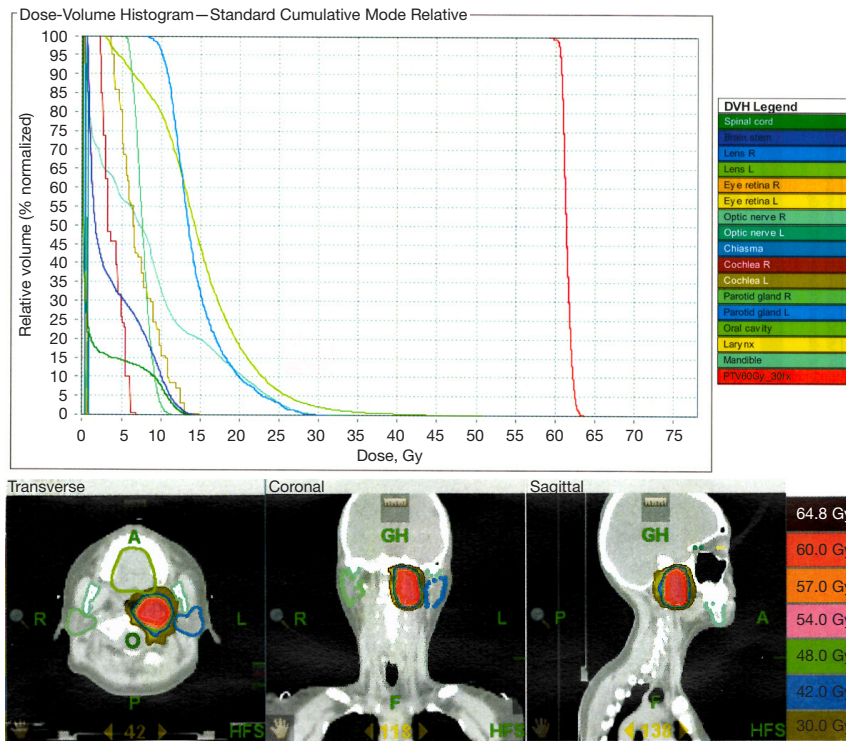 Dose-Volume Histogram—Standard Cumulative Mode Relative
100
95
90
85
80
75
70
65
60
55
50
45
40
35
30
25
20
15
10
5
0
Relative volume (% normalized)
0 5 10 15 20 25 30 35 40 45 50 55 60 65 70 75
Dose, Gy
DVH Legend
Spinal cord
Brain stem
Lens R
Lens L
Eye retina R
Eye retina L
Optic nerve R
Optic nerve L
Chiasma
Cochlea R
Cochlea L
Parotid gland R
Parotid gland L
Oral cavity
Larynx
Mandible
PTV60Gy_30fx
Transverse
A
R
L
O
P
42
HFS
Coronal
GH
R
L
F
118
HFS
Sagittal
GH
P
A
F
138
HFS
64.8 Gy
60.0 Gy
57.0 Gy
54.0 Gy
48.0 Gy
42.0 Gy
30.0 Gy